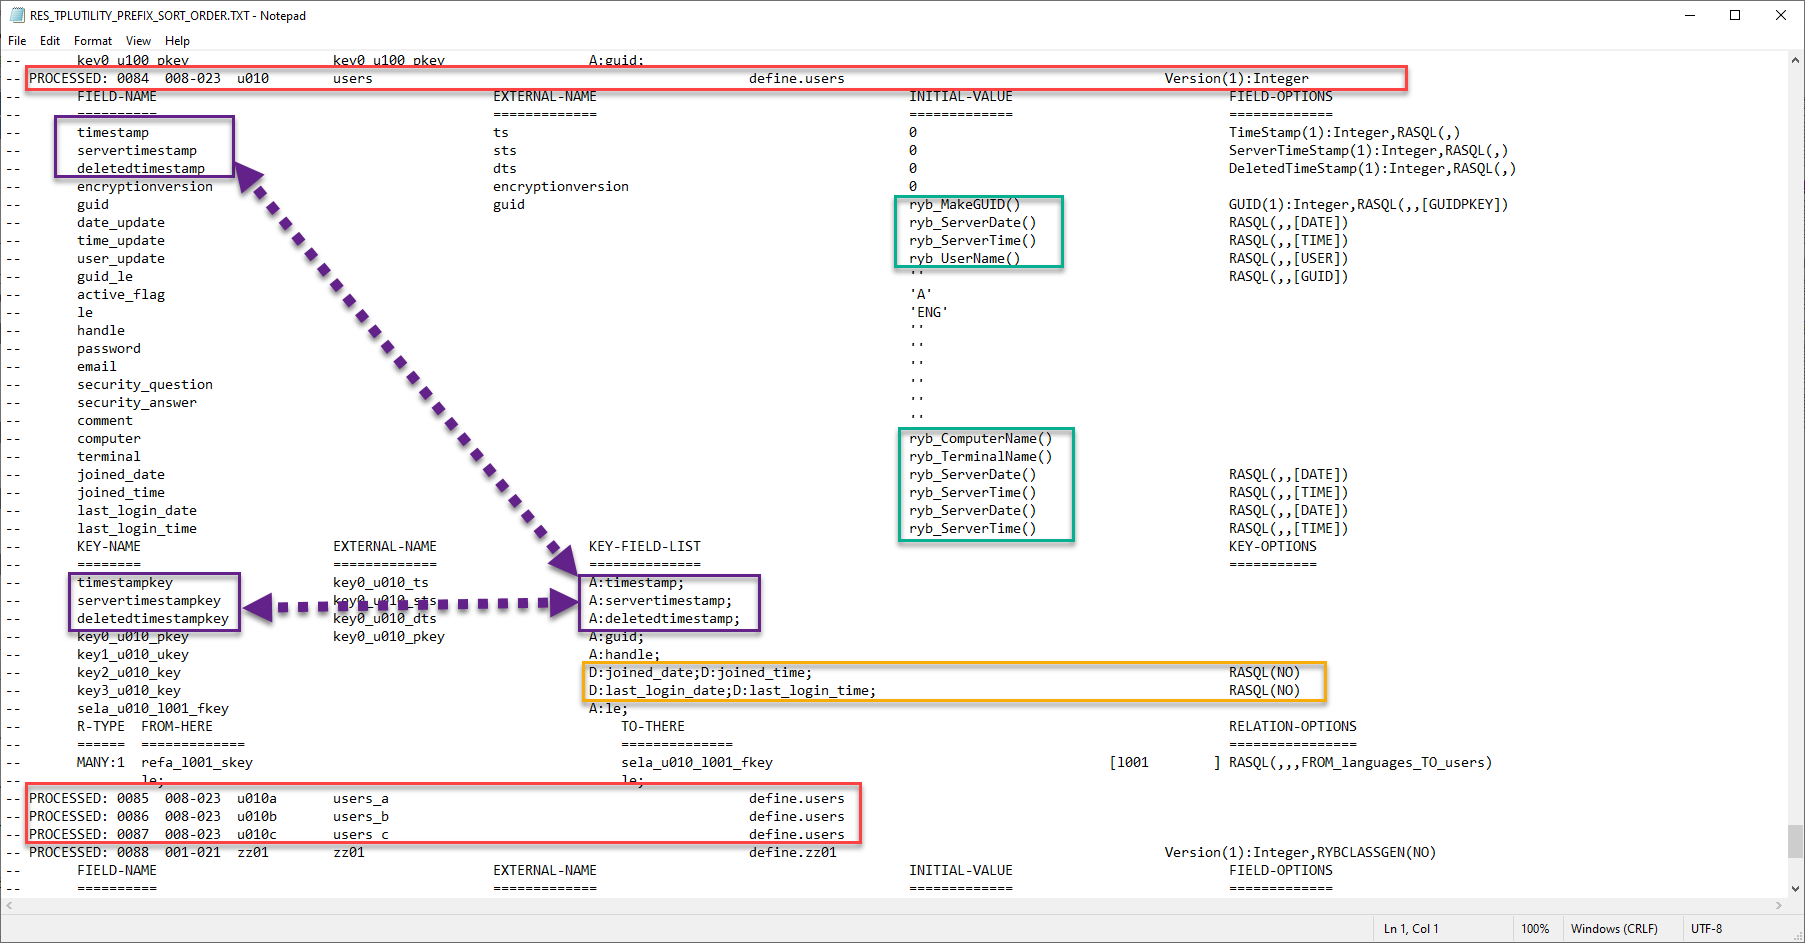 RES_TPLUTILITY_PREFIX_SORT_ORDER.TXT - Notepad
File Edit Format View Help
-- key0_u100_pkey key0_u100_pkey A:guid;
-- PROCESSED: 0084 008-023 u010 users define.users Version(1):Integer
-- FIELD-NAME EXTERNAL-NAME INITIAL-VALUE FIELD-OPTIONS
-- ========== ============= ============= =============
-- timestamp ts 0 TimeStamp(1):Integer,RASQL(,)
-- servertimestamp sts 0 ServerTimeStamp(1):Integer,RASQL(,)
-- deletedtimestamp dts 0 DeletedTimeStamp(1):Integer,RASQL(,)
-- encryptionversion encryptionversion 0
-- guid guid ryb_MakeGUID() GUID(1):Integer,RASQL(,,[GUIDPKEY])
-- date_update ryb_ServerDate() RASQL(,,[DATE])
-- time_update ryb_ServerTime() RASQL(,,[TIME])
-- user_update ryb_UserName() RASQL(,,[USER])
-- guid_le '' RASQL(,,[GUID])
-- active_flag 'A'
-- le 'ENG'
-- handle ''
-- password ''
-- email ''
-- security_question ''
-- security_answer ''
-- comment ''
-- computer ryb_ComputerName()
-- terminal ryb_TerminalName()
-- joined_date ryb_ServerDate() RASQL(,,[DATE])
-- joined_time ryb_ServerTime() RASQL(,,[TIME])
-- last_login_date ryb_ServerDate() RASQL(,,[DATE])
-- last_login_time ryb_ServerTime() RASQL(,,[TIME])
-- KEY-NAME EXTERNAL-NAME KEY-FIELD-LIST KEY-OPTIONS
-- ======== ============= ============== ===========
-- timestampkey key0_u010_ts A:timestamp;
-- servertimestampkey key0_u010_sts A:servertimestamp;
-- deletedtimestampkey key0_u010_dts A:deletedtimestamp;
-- key0_u010_pkey key0_u010_pkey A:guid;
-- key1_u010_ukey A:handle;
-- key2_u010_key D:joined_date;D:joined_time; RASQL(NO)
-- key3_u010_key D:last_login_date;D:last_login_time; RASQL(NO)
-- sela_u010_l001_fkey A:le;
-- R-TYPE FROM-HERE TO-THERE RELATION-OPTIONS
-- ====== ============= ============== ================
-- MANY:1 refa_l001_skey sela_u010_l001_fkey [l001 ] RASQL(,,,FROM_languages_TO_users)
-- le; le;
-- PROCESSED: 0085 008-023 u010a users_a define.users
-- PROCESSED: 0086 008-023 u010b users_b define.users
-- PROCESSED: 0087 008-023 u010c users_c define.users
-- PROCESSED: 0088 001-021 zz01 zz01 define.zz01 Version(1):Integer,RYBCLASSGEN(NO)
-- FIELD-NAME EXTERNAL-NAME INITIAL-VALUE FIELD-OPTIONS
-- ========== ============= ============= =============
Ln 1, Col 1 100% Windows (CRLF) UTF-8